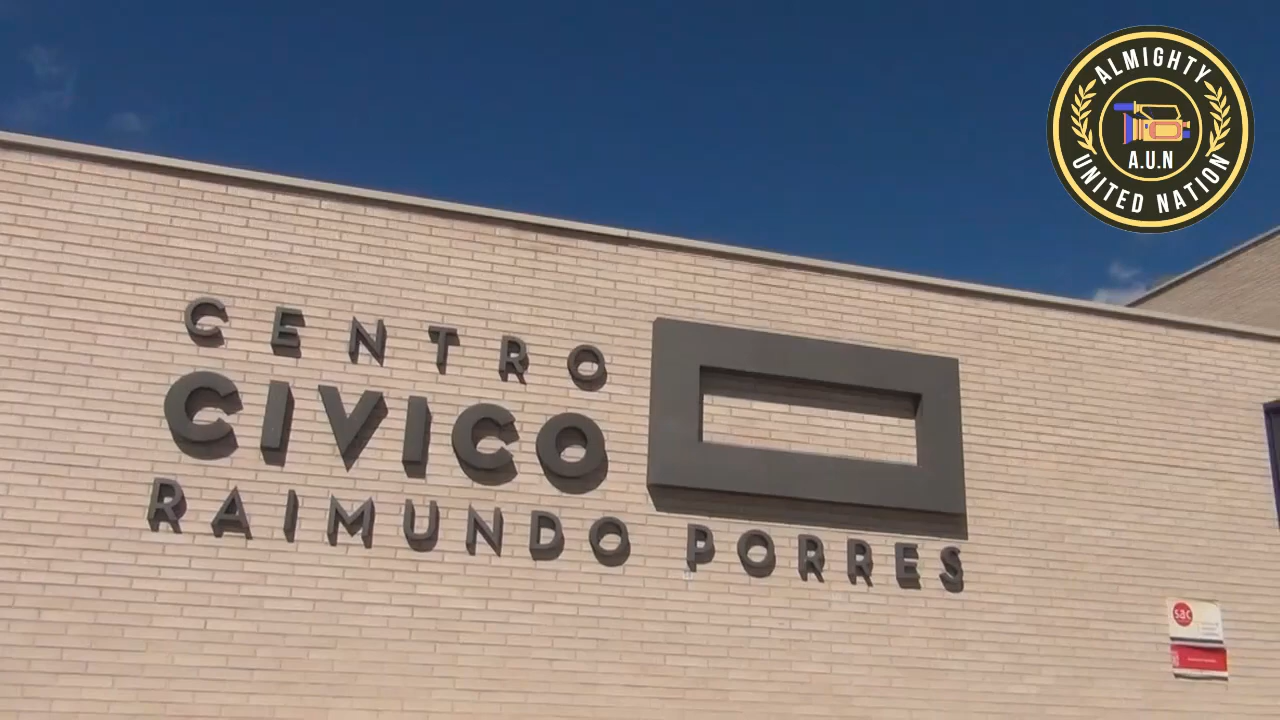 ALMIGHTY
A.U.N
UNITED NATION
CENTRO
CIVICO
RAIMUNDO PORRES
sac